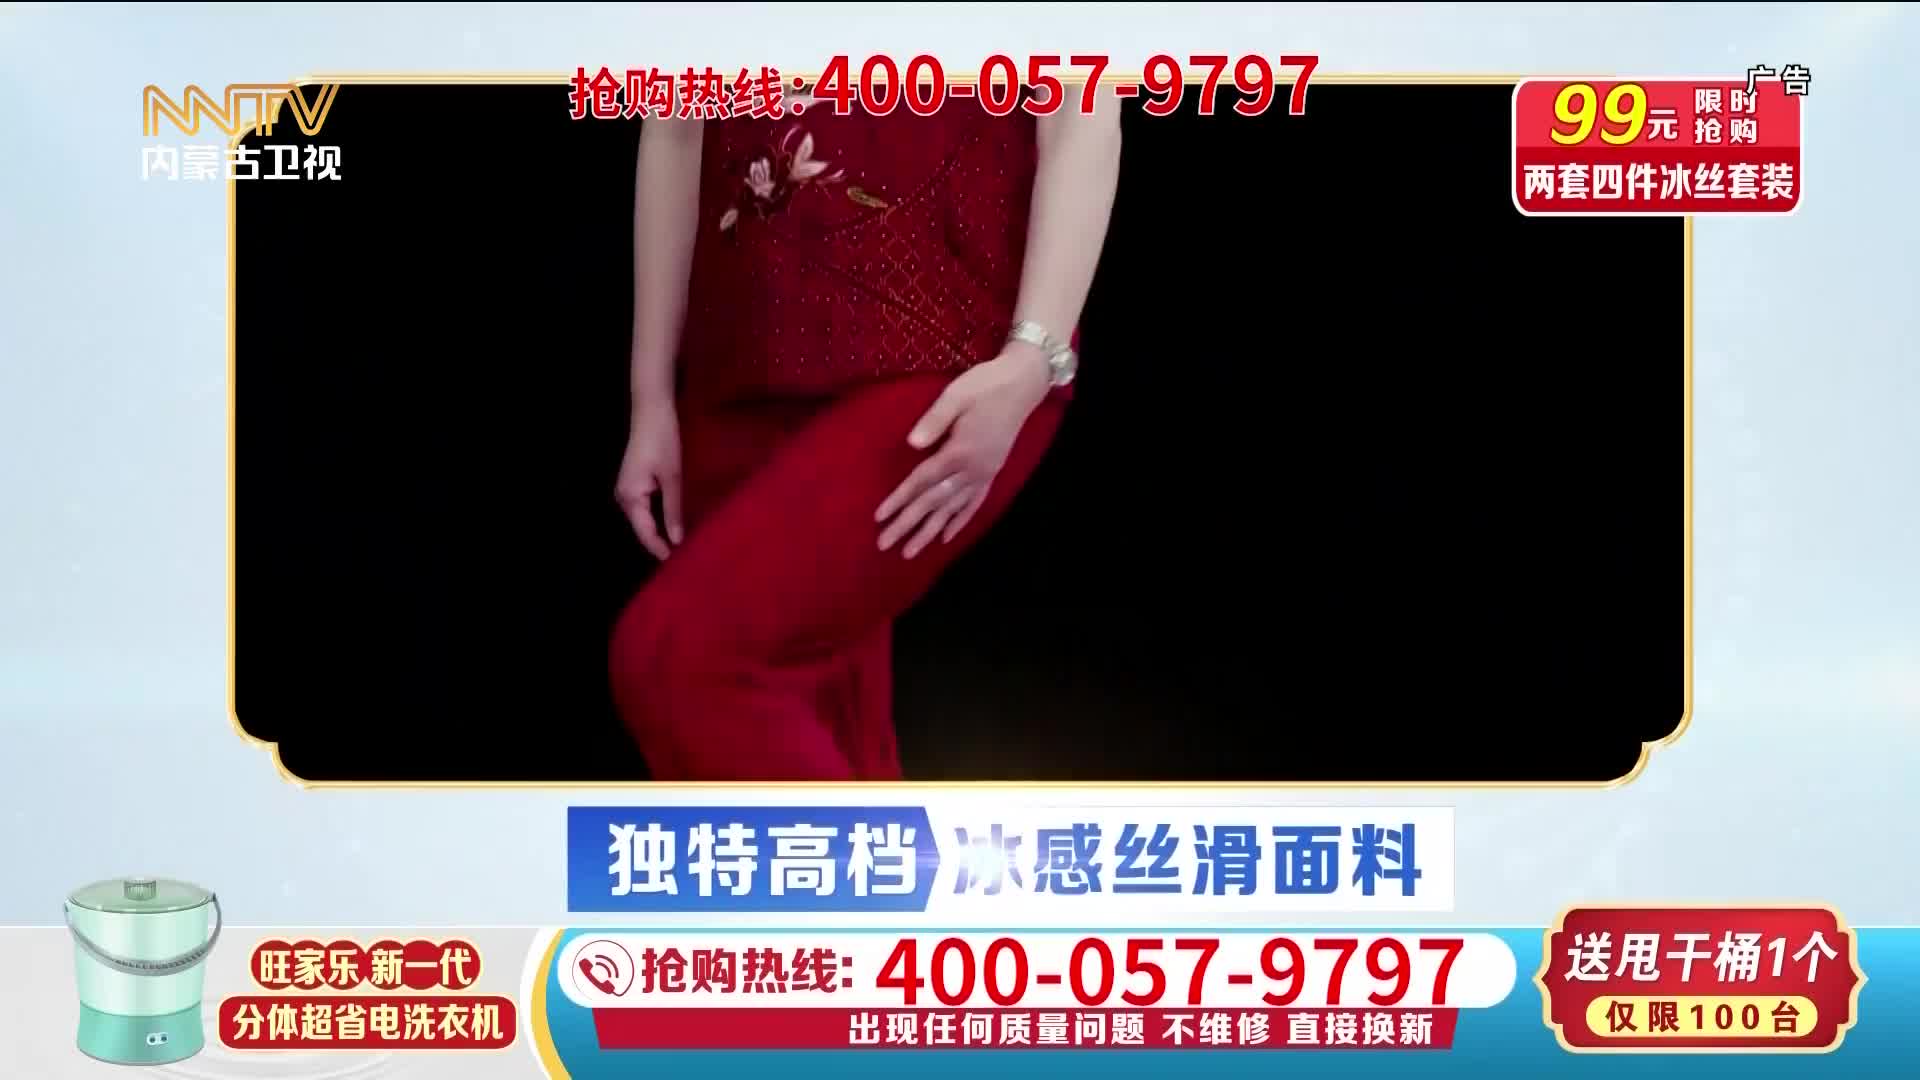 抢购热线:400-057-9797
广告
NMTV
内蒙古卫视
99元 限时抢购
两套四件冰丝套装
独特高档 冰感丝滑面料
旺家乐 新一代
分体超省电洗衣机
抢购热线: 400-057-9797
出现任何质量问题 不维修 直接换新
送甩干桶1个
仅限100台